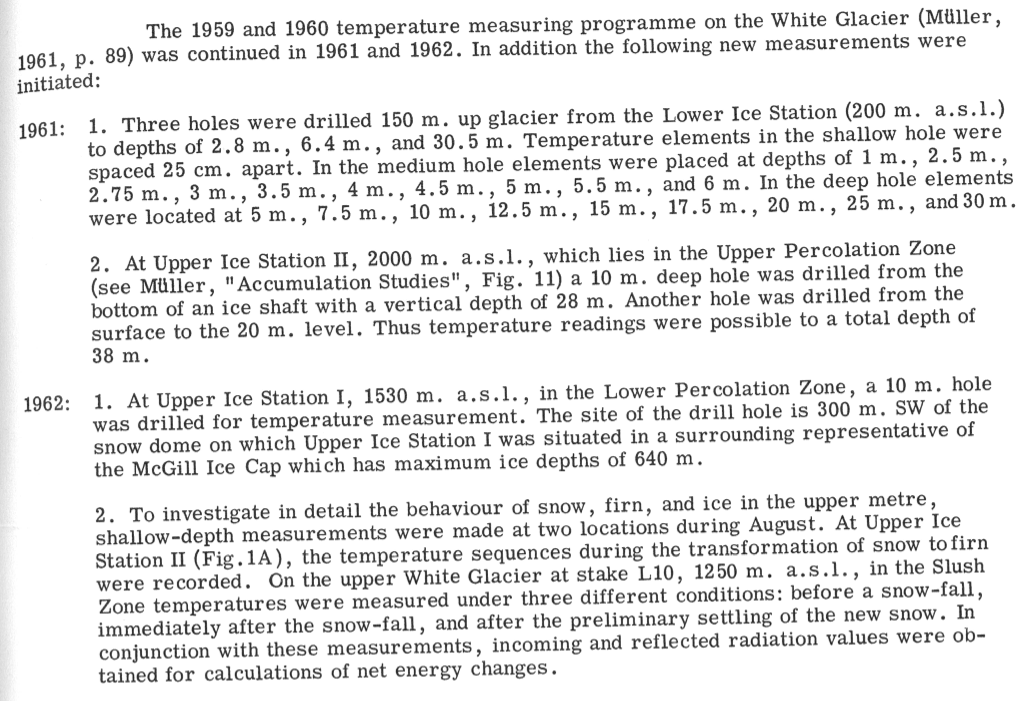 The 1959 and 1960 temperature measuring programme on the White Glacier (Müller,
1961, p. 89) was continued in 1961 and 1962. In addition the following new measurements were
initiated:
1961: 1. Three holes were drilled 150 m. up glacier from the Lower Ice Station (200 m. a.s.l.)
to depths of 2.8 m., 6.4 m., and 30.5 m. Temperature elements in the shallow hole were
spaced 25 cm. apart. In the medium hole elements were placed at depths of 1 m., 2.5 m.,
2.75 m., 3 m., 3.5 m., 4 m., 4.5 m., 5 m., 5.5 m., and 6 m. In the deep hole elements
were located at 5 m., 7.5 m., 10 m., 12.5 m., 15 m., 17.5 m., 20 m., 25 m., and 30 m.
2. At Upper Ice Station II, 2000 m. a.s.l., which lies in the Upper Percolation Zone
(see Müller, "Accumulation Studies", Fig. 11) a 10 m. deep hole was drilled from the
bottom of an ice shaft with a vertical depth of 28 m. Another hole was drilled from the
surface to the 20 m. level. Thus temperature readings were possible to a total depth of
38 m.
1962: 1. At Upper Ice Station I, 1530 m. a.s.l., in the Lower Percolation Zone, a 10 m. hole
was drilled for temperature measurement. The site of the drill hole is 300 m. SW of the
snow dome on which Upper Ice Station I was situated in a surrounding representative of
the McGill Ice Cap which has maximum ice depths of 640 m.
2. To investigate in detail the behaviour of snow, firn, and ice in the upper metre,
shallow-depth measurements were made at two locations during August. At Upper Ice
Station II (Fig. 1A), the temperature sequences during the transformation of snow to firn
were recorded. On the upper White Glacier at stake L10, 1250 m. a.s.l., in the Slush
Zone temperatures were measured under three different conditions: before a snow-fall,
immediately after the snow-fall, and after the preliminary settling of the new snow. In
conjunction with these measurements, incoming and reflected radiation values were ob-
tained for calculations of net energy changes.